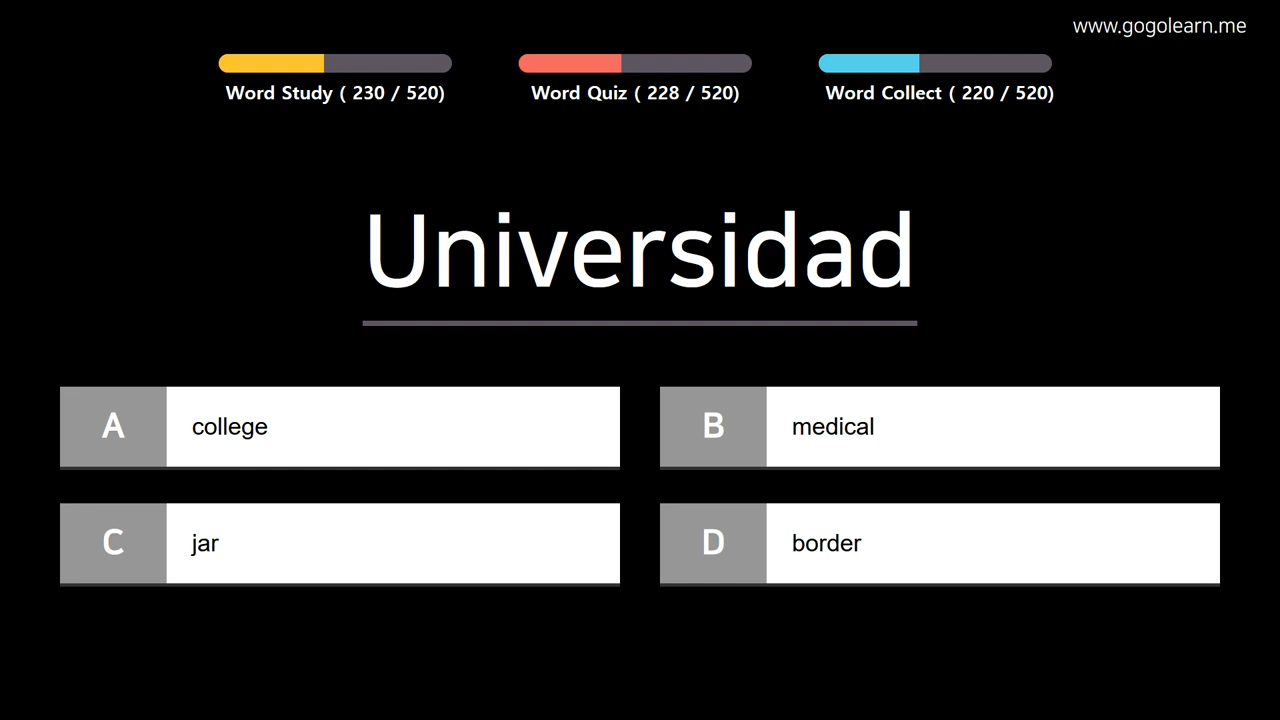 www.gogolearn.me
Word Study ( 230 / 520)
Word Quiz ( 228 / 520)
Word Collect ( 220 / 520)
Universidad
A
college
B
medical
C
jar
D
border